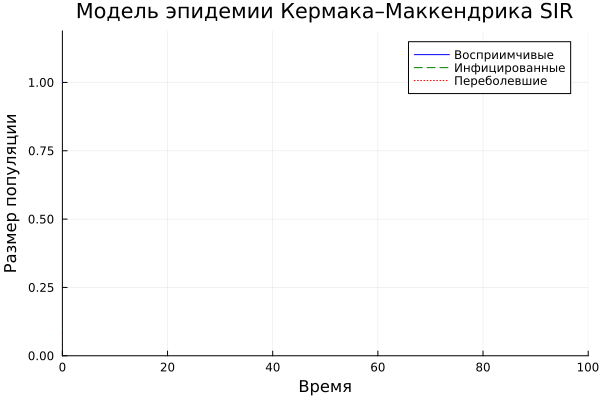 Модель эпидемии Кермака–Маккендрика SIR
Восприимчивые
Инфицированные
Переболевшие
Размер популяции
1.00
0.75
0.50
0.25
0.00
0 20 40 60 80 100
Время